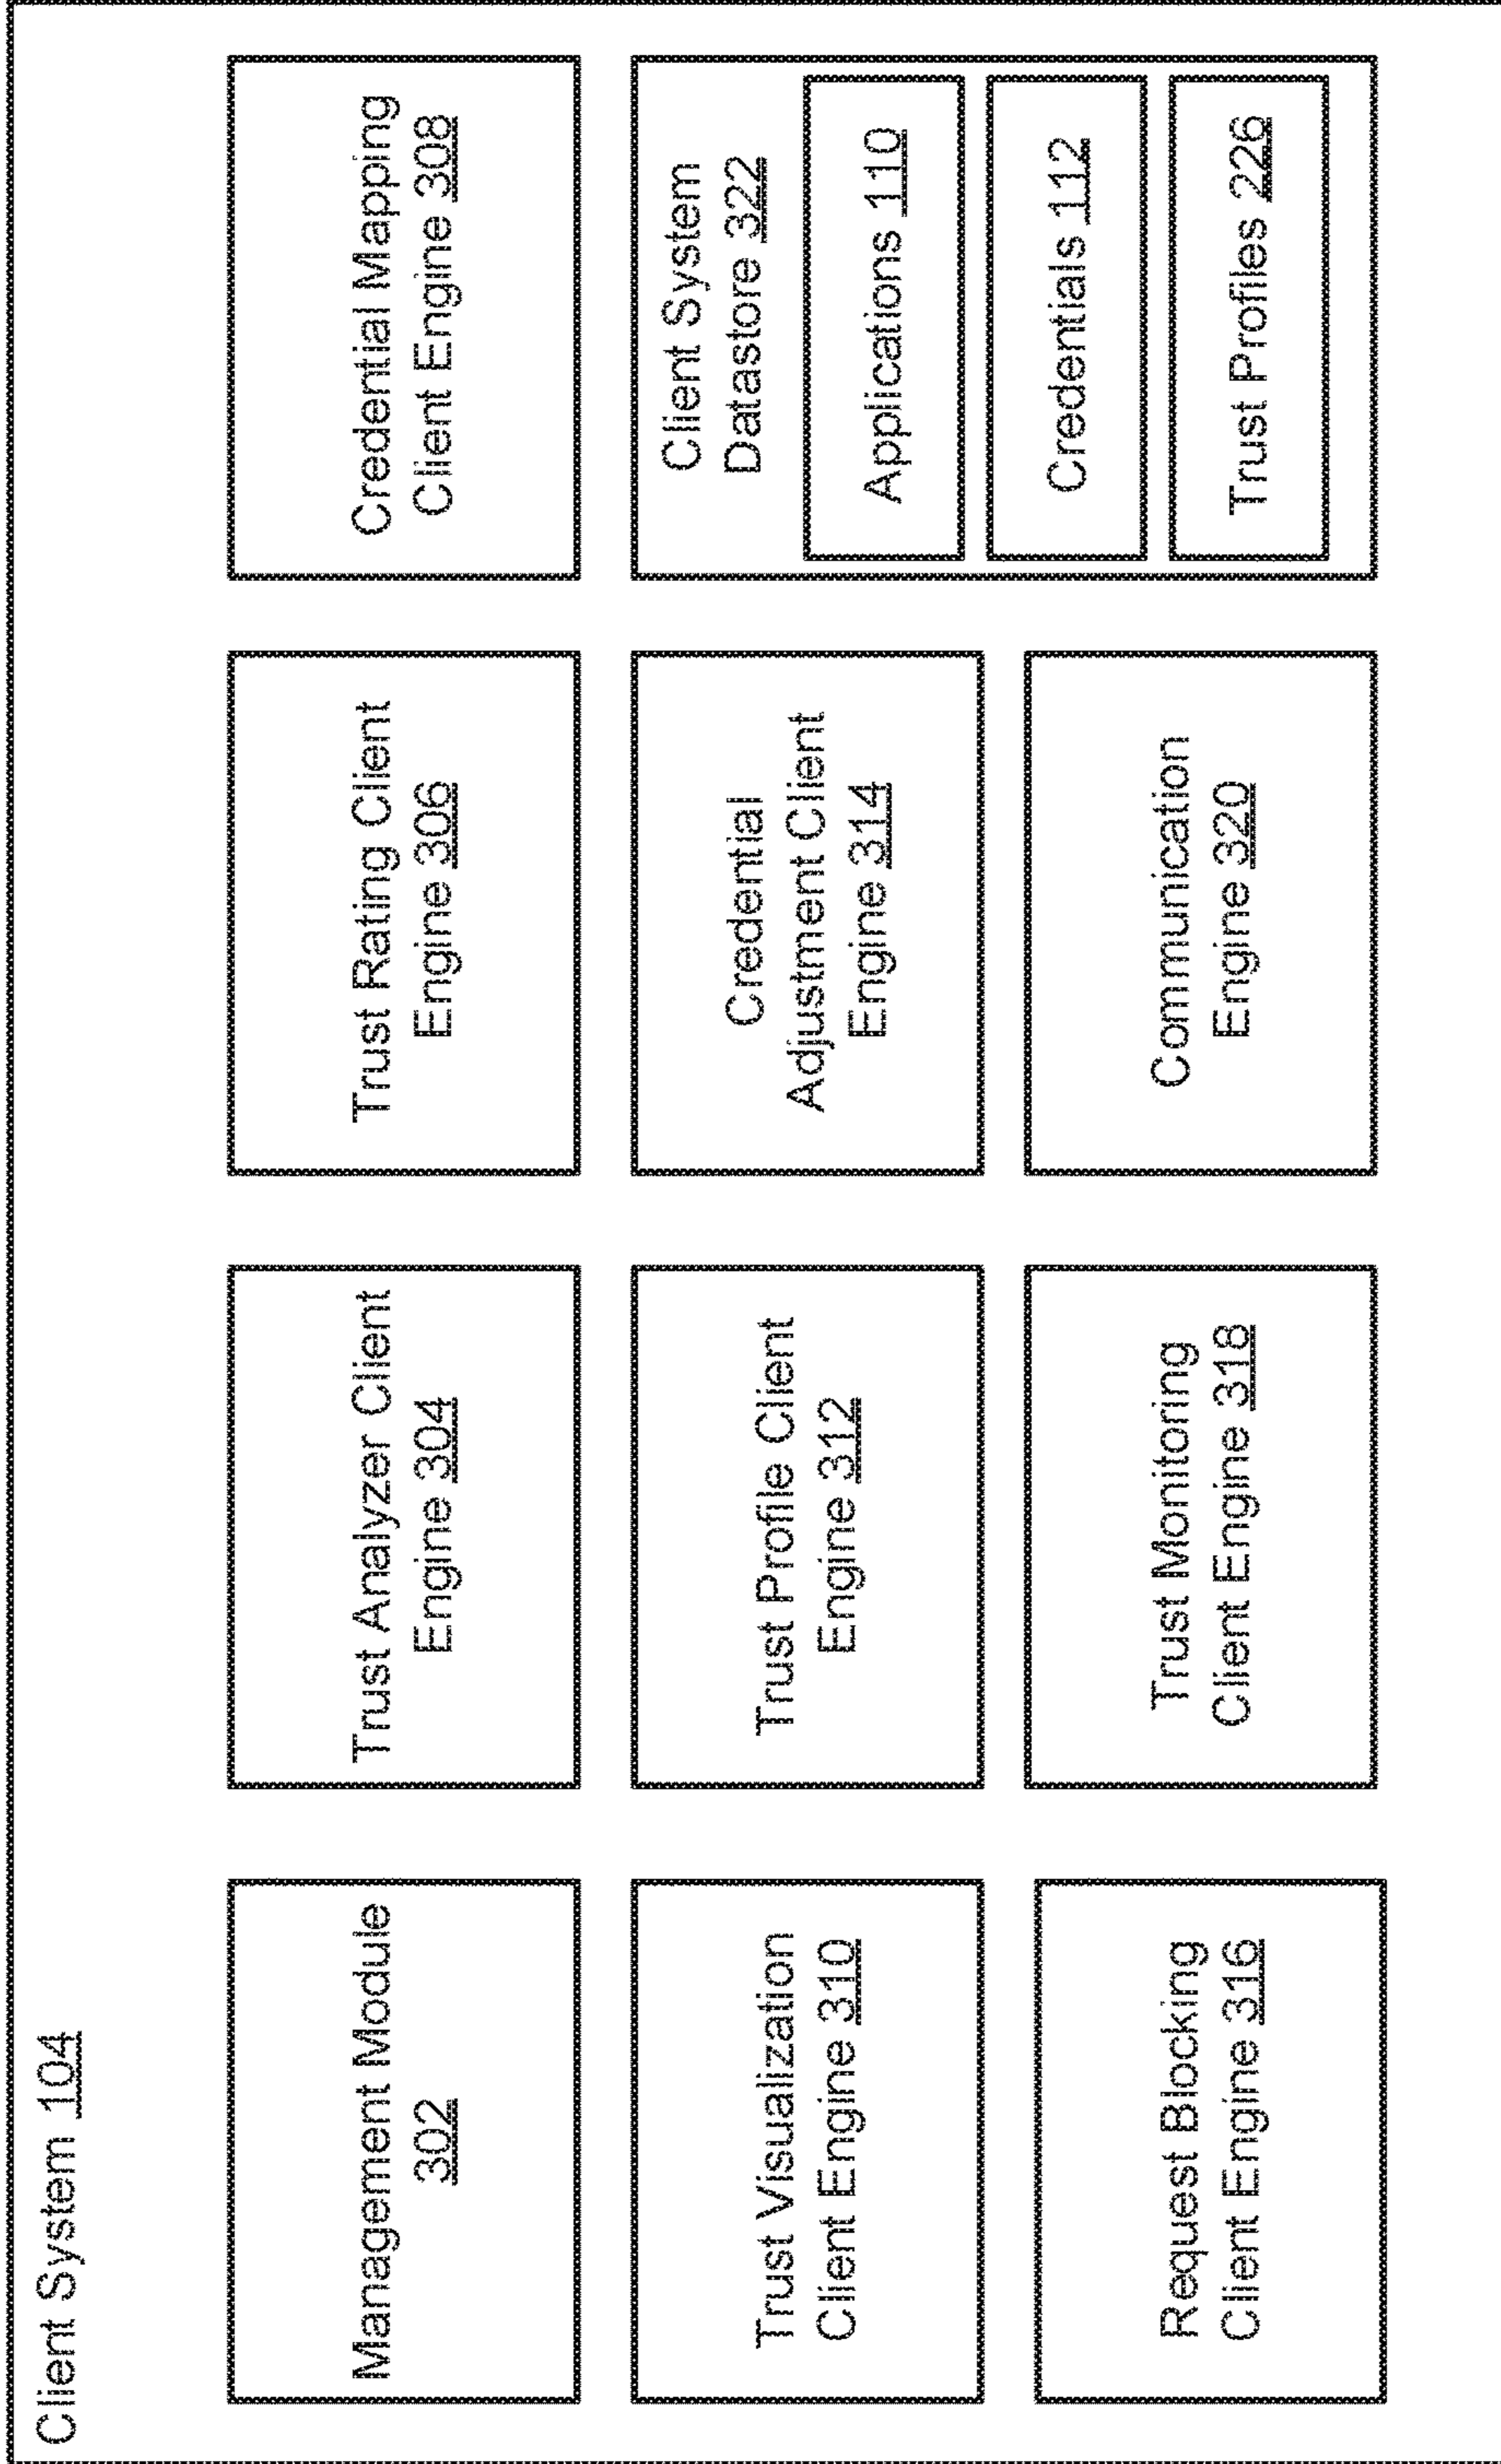 Client System 104
Management Module
302
Trust Analyzer Client
Engine 304
Trust Rating Client
Engine 306
Credential Mapping
Client Engine 308
Trust Visualization
Client Engine 310
Trust Profile Client
Engine 312
Credential
Adjustment Client
Engine 314
Client System
Datastore 322
Applications 110
Credentials 112
Trust Profiles 226
Request Blocking
Client Engine 316
Trust Monitoring
Client Engine 318
Communication
Engine 320